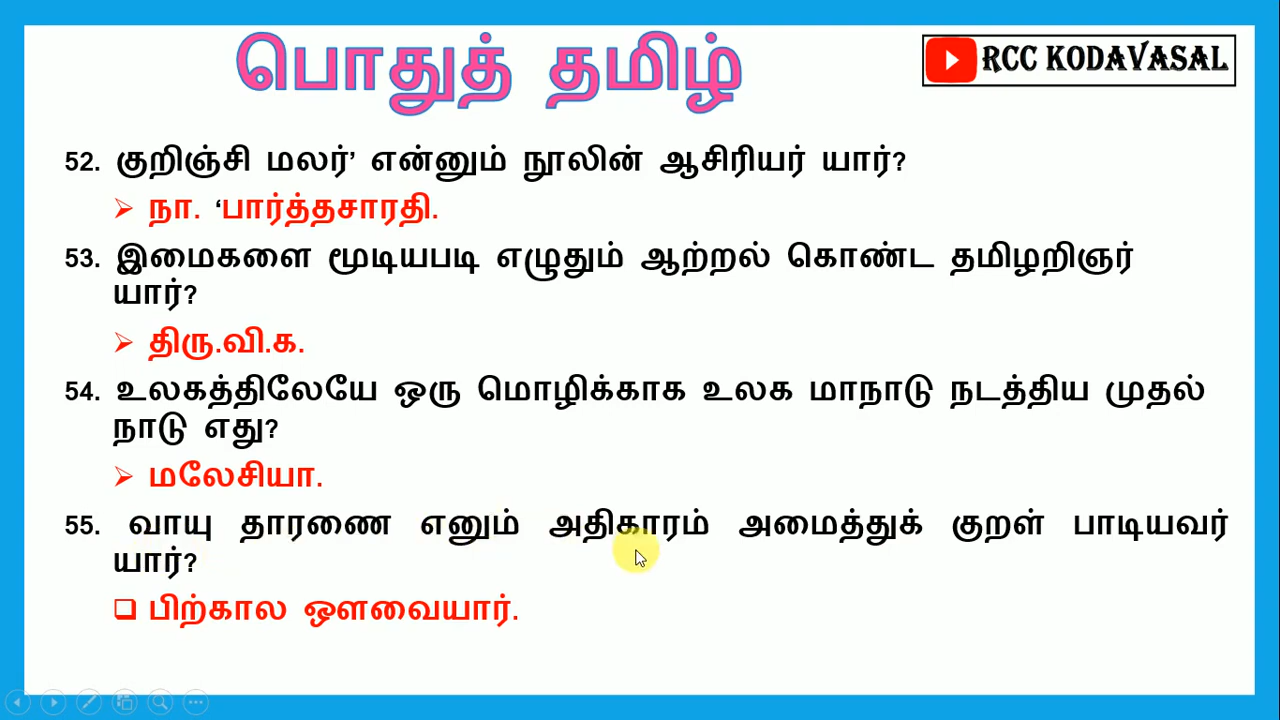 பொதுத் தமிழ்
RCC KODAVASAL
52. குறிஞ்சி மலர்’ என்னும் நூலின் ஆசிரியர் யார்?
➢ நா. ‘பார்த்தசாரதி.
53. இமைகளை மூடியபடி எழுதும் ஆற்றல் கொண்ட தமிழறிஞர்
யார்?
➢ திரு.வி.க.
54. உலகத்திலேயே ஒரு மொழிக்காக உலக மாநாடு நடத்திய முதல்
நாடு எது?
➢ மலேசியா.
55. வாயு தாரணை எனும் அதிகாரம் அமைத்துக் குறள் பாடியவர்
யார்?
❑ பிற்கால ஔவையார்.